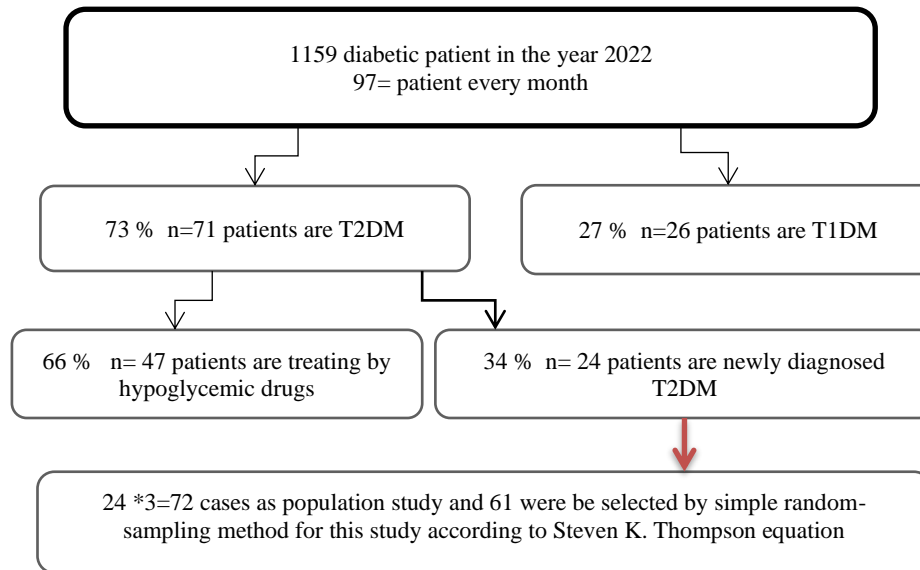 1159 diabetic patient in the year 2022
97= patient every month
73 % n=71 patients are T2DM
27 % n=26 patients are T1DM
66 % n= 47 patients are treating by
hypoglycemic drugs
34 % n= 24 patients are newly diagnosed
T2DM
24 *3=72 cases as population study and 61 were be selected by simple random-
sampling method for this study according to Steven K. Thompson equation